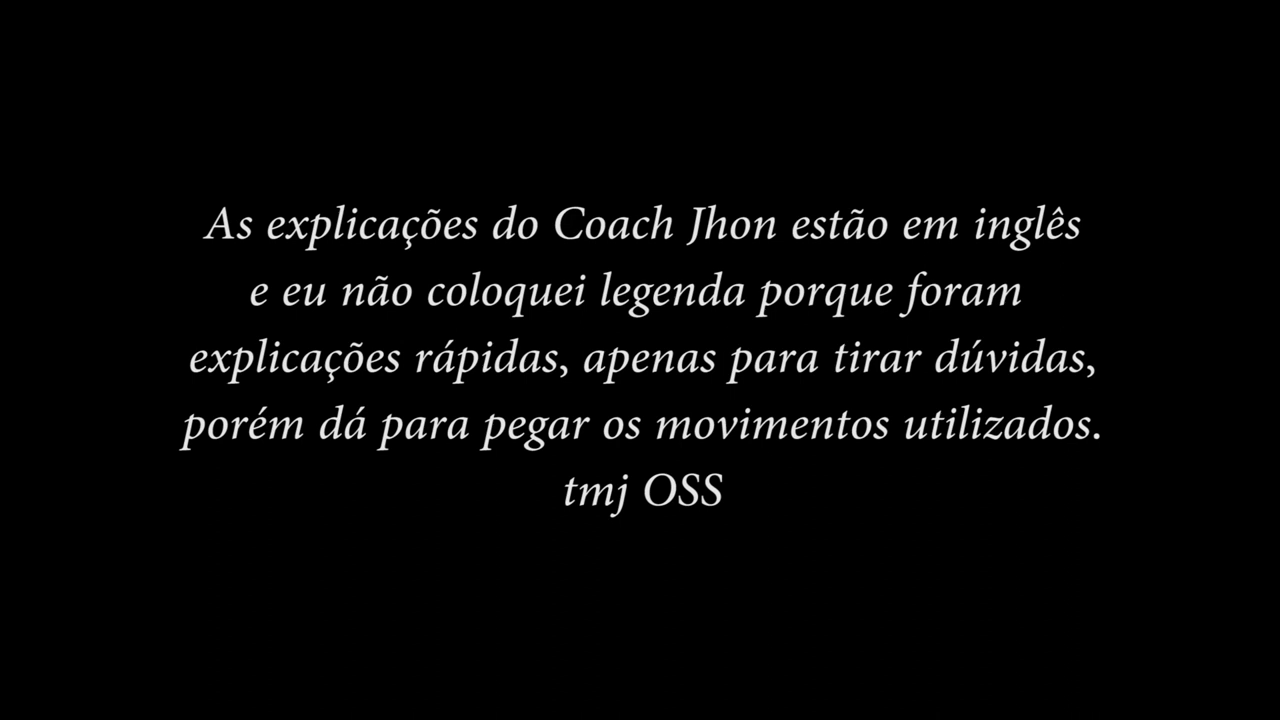 As explicações do Coach Jhon estão em inglês
e eu não coloquei legenda porque foram
explicações rápidas, apenas para tirar dúvidas,
porém dá para pegar os movimentos utilizados.
tmj OSS